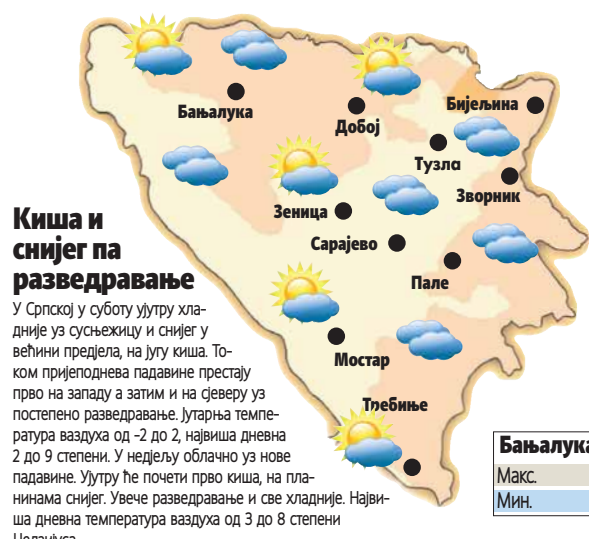 Бањалука
Добој
Бијељина
Тузла
Зворник
Зеница
Сарајево
Пале
Мостар
Требиње
Киша и
снијег па
разведравање
У Српској у суботу ујутру хла-
дније уз сусњежицу и снијег у
већини предјела, на југу киша. То-
ком пријеподнева падавине престају
прво на западу а затим и на сјеверу уз
постепено разведравање. Јутарња темпе-
ратура ваздуха од -2 до 2, највиша дневна
2 до 9 степени. У недјељу облачно уз нове
падавине. Ујутру ће почети прво киша, на пла-
нинама снијег. Увече разведравање и све хладније. Најви-
ша дневна температура ваздуха од 3 до 8 степени
Бањалука
Макс.
Мин.